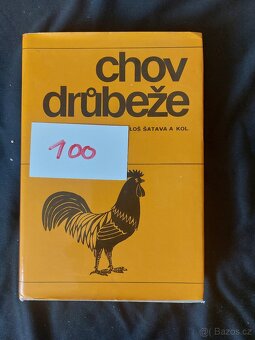 chov
drůbeže
LOŠ ŠATAVA A KOL.
100
Bazos.cz